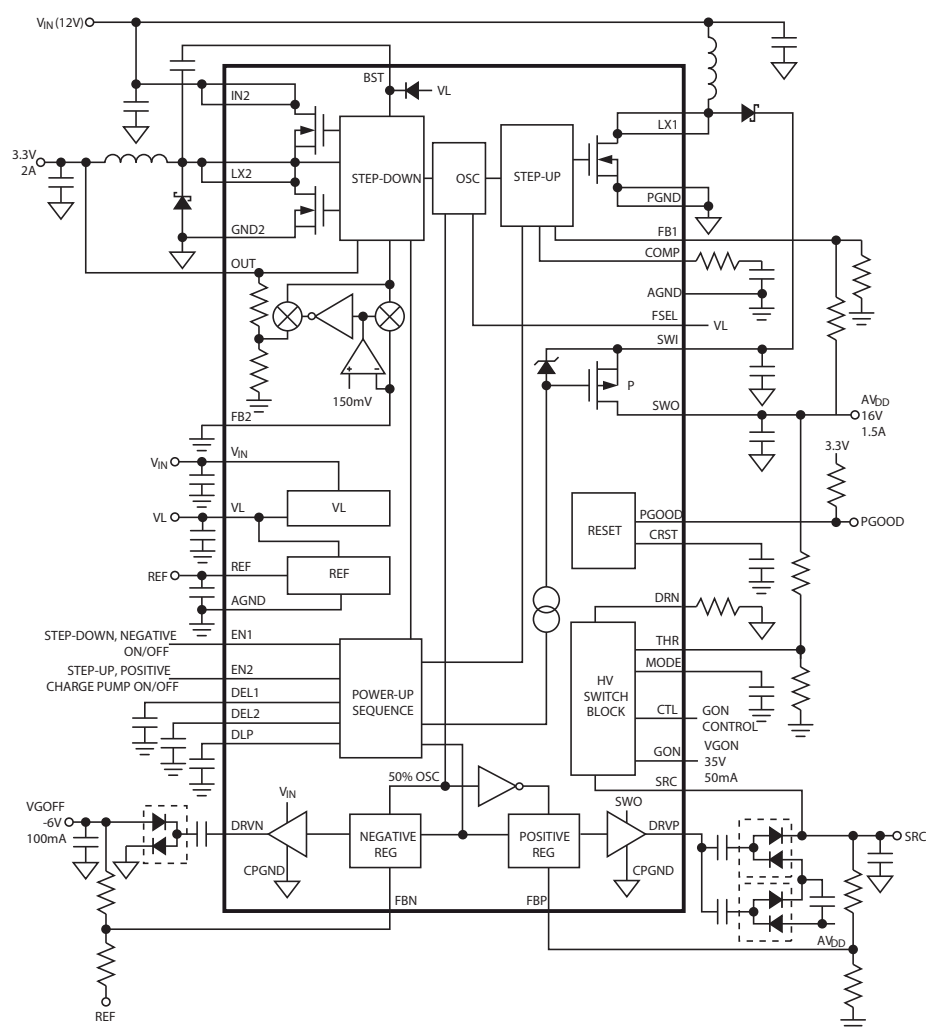 VIN (12V)
BST
VL
IN2
LX1
3.3V
2A
LX2
STEP-DOWN
OSC
STEP-UP
PGND
GND2
FB1
OUT
COMP
AGND
FSEL
VL
SWI
P
+ -
150mV
SWO
AVDD
16V
1.5A
FB2
3.3V
VIN
VIN
VL
VL
VL
RESET
PGOOD
PGOOD
CRST
REF
REF
REF
AGND
DRN
STEP-DOWN, NEGATIVE
ON/OFF
EN1
THR
STEP-UP, POSITIVE
CHARGE PUMP ON/OFF
EN2
MODE
DEL1
POWER-UP
SEQUENCE
HV
SWITCH
BLOCK
DEL2
CTL
GON
CONTROL
DLP
GON
VGON
35V
50mA
50% OSC
SRC
VGOFF
-6V
100mA
VIN
SWO
DRVN
NEGATIVE
REG
POSITIVE
REG
DRVP
SRC
CPGND
CPGND
FBN
FBP
AVDD
REF